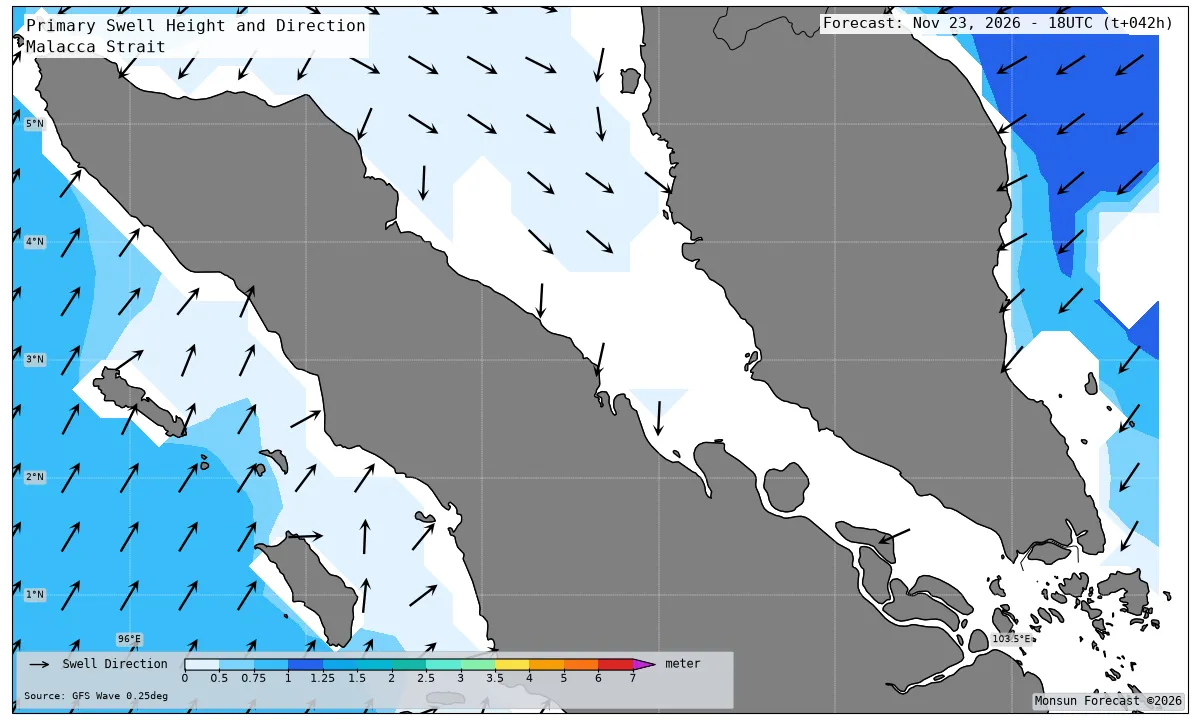 Primary Swell Height and Direction
Malacca Strait
Forecast: Nov 23, 2026 - 18UTC (t+042h)
5°N
4°N
3°N
2°N
1°N
96°E
103.5°E
Swell Direction
0 0.5 0.75 1 1.25 1.5 2 2.5 3 3.5 4 5 6 7
meter
Source: GFS Wave 0.25deg
Monsun Forecast ©2026